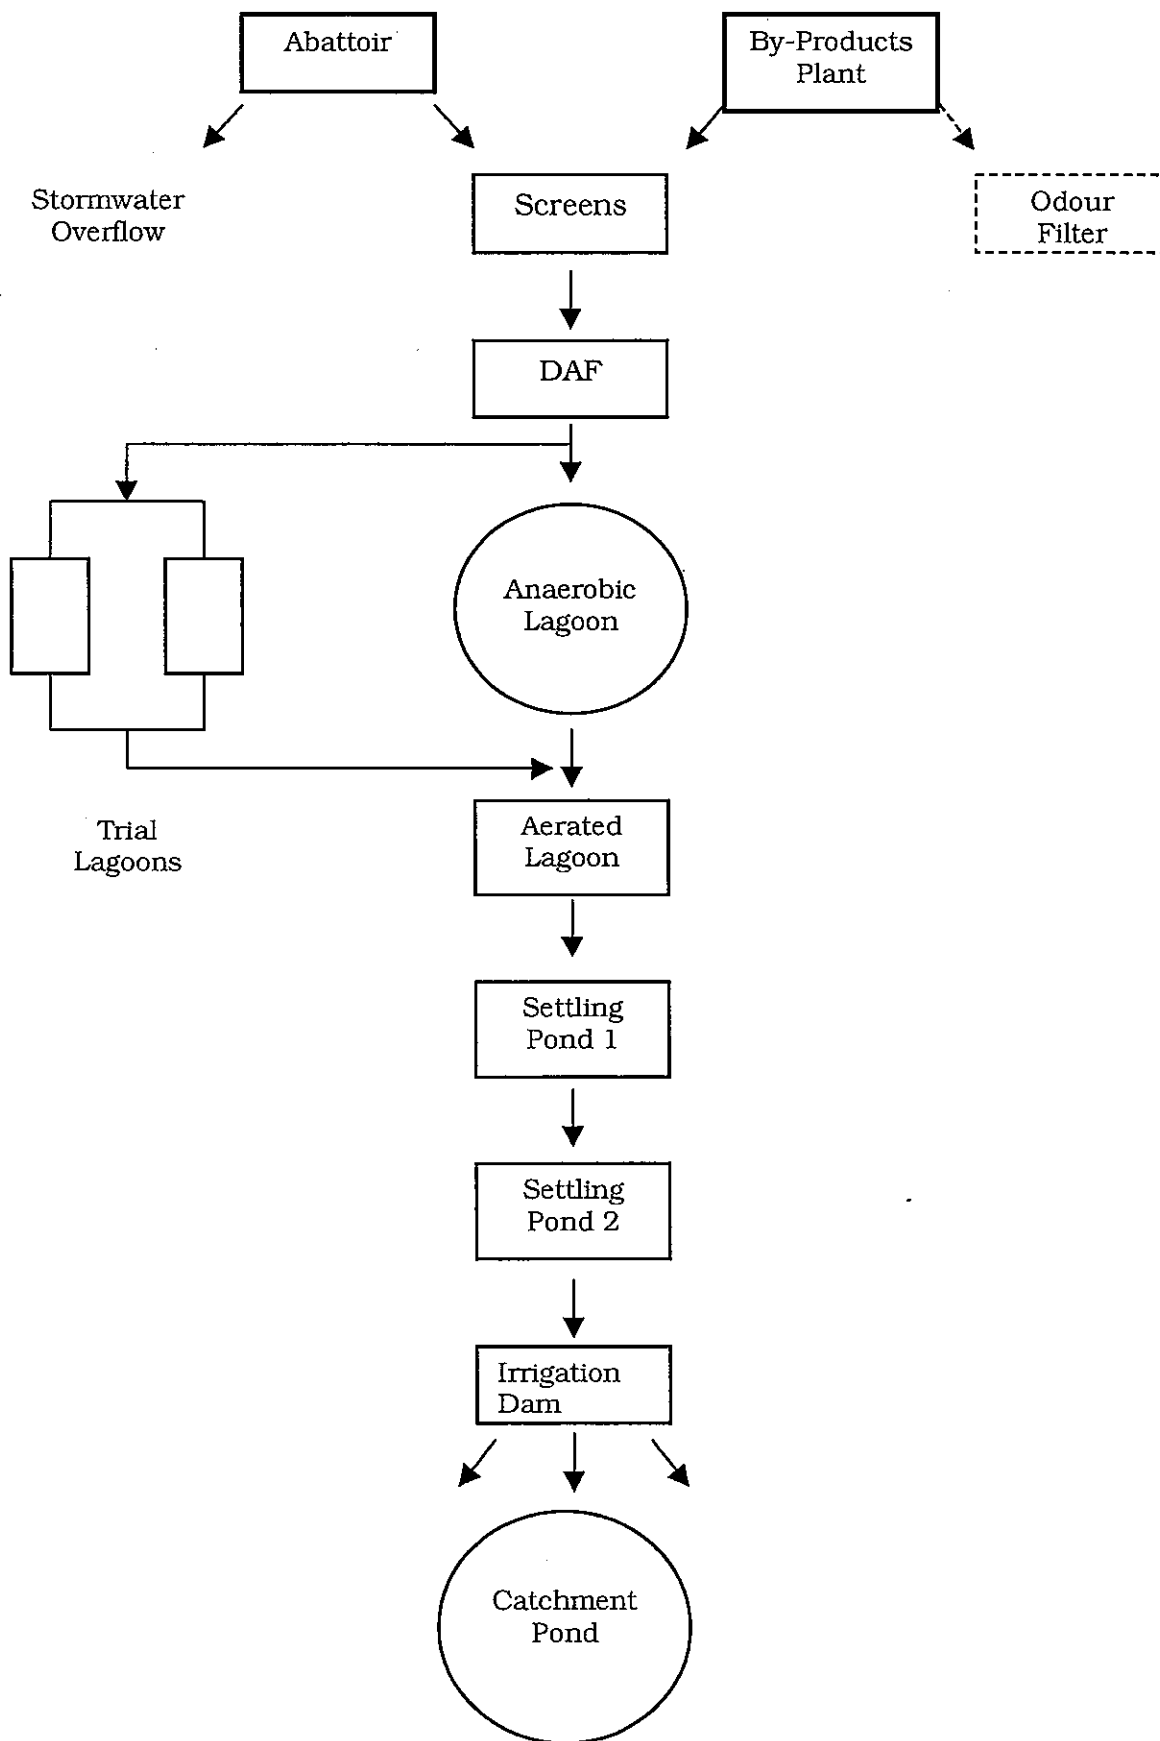 Abattoir
By-Products
Plant
Stormwater
Overflow
Screens
Odour
Filter
DAF
Anaerobic
Lagoon
Trial
Lagoons
Aerated
Lagoon
Settling
Pond 1
Settling
Pond 2
Irrigation
Dam
Catchment
Pond